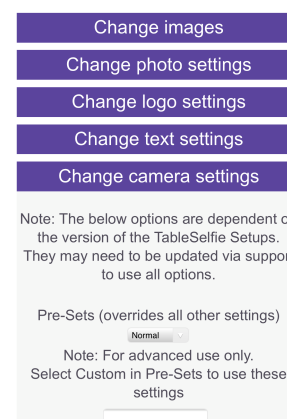 Change images
Change photo settings
Change logo settings
Change text settings
Change camera settings
Note: The below options are dependent o
the version of the TableSelfie Setups.
They may need to be updated via suppor
to use all options.
Pre-Sets (overrides all other settings)
Normal
Note: For advanced use only.
Select Custom in Pre-Sets to use these
settings